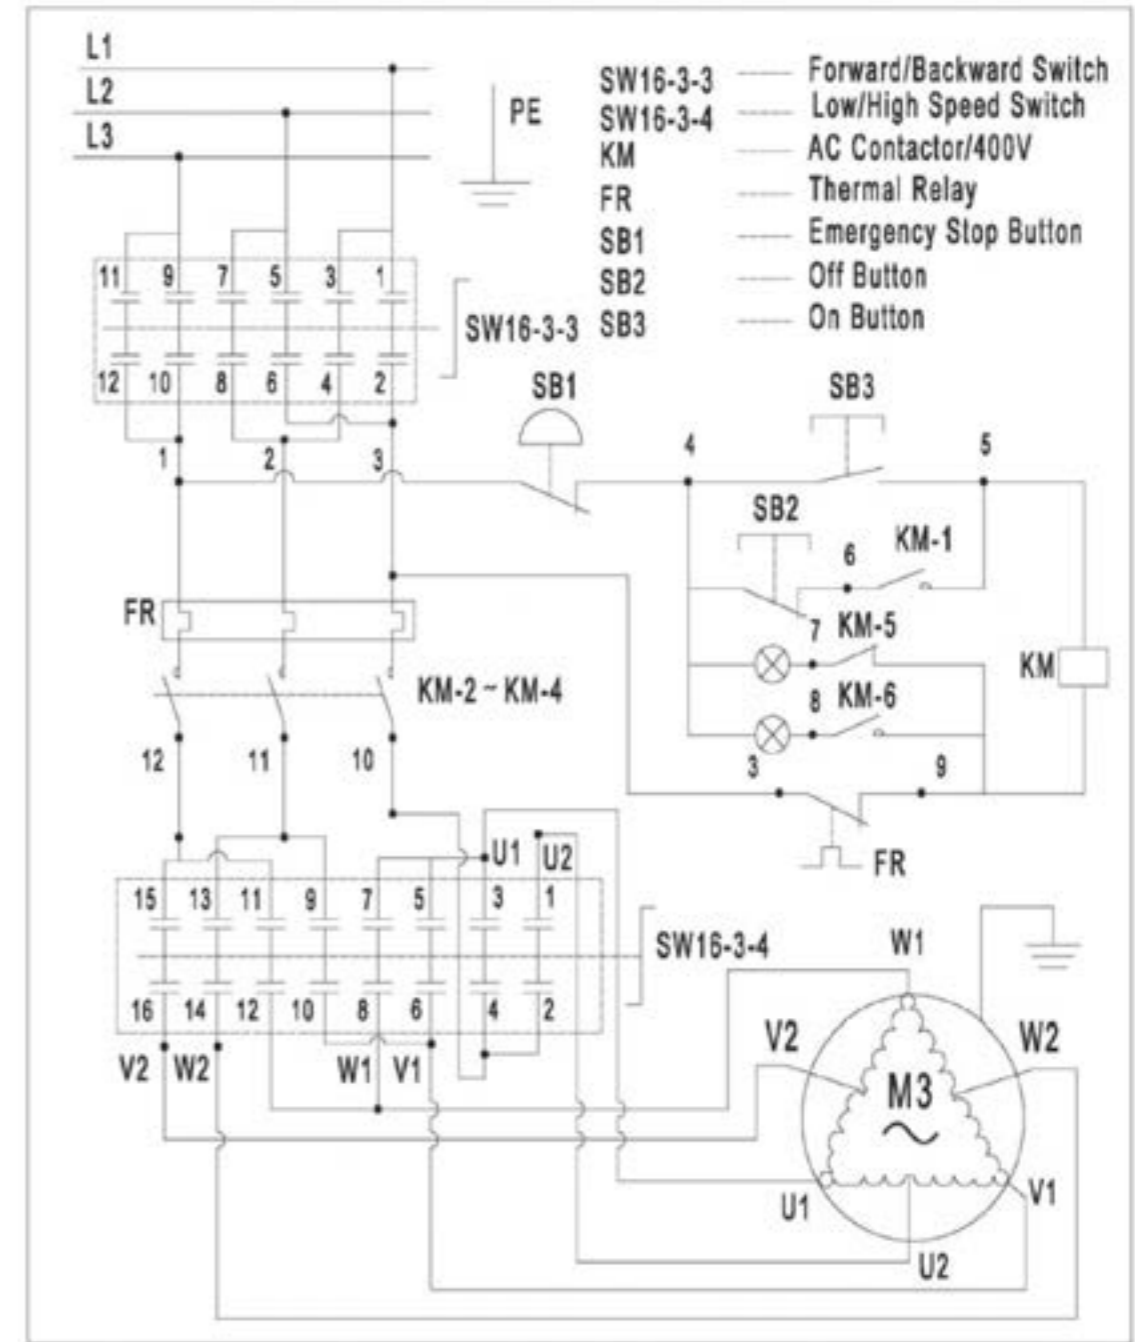 L1
L2
L3
PE
SW16-3-3 Forward/Backward Switch
SW16-3-4 Low/High Speed Switch
KM AC Contactor/400V
FR Thermal Relay
SB1 Emergency Stop Button
SB2 Off Button
SB3 On Button
11 9 7 5 3 1
SW16-3-3
12 10 8 6 4 2
SB1 SB3
1 2 3 4 5
SB2
6 KM-1
FR
7 KM-5
KM
KM-2 ~ KM-4
8 KM-6
12 11 10
3 9
U1 U2
FR
15 13 11 9 7 5 3 1
SW16-3-4
16 14 12 10 8 6 4 2
V2 W2 W1 V1
W1
V2 W2
M3
U1 V1
U2